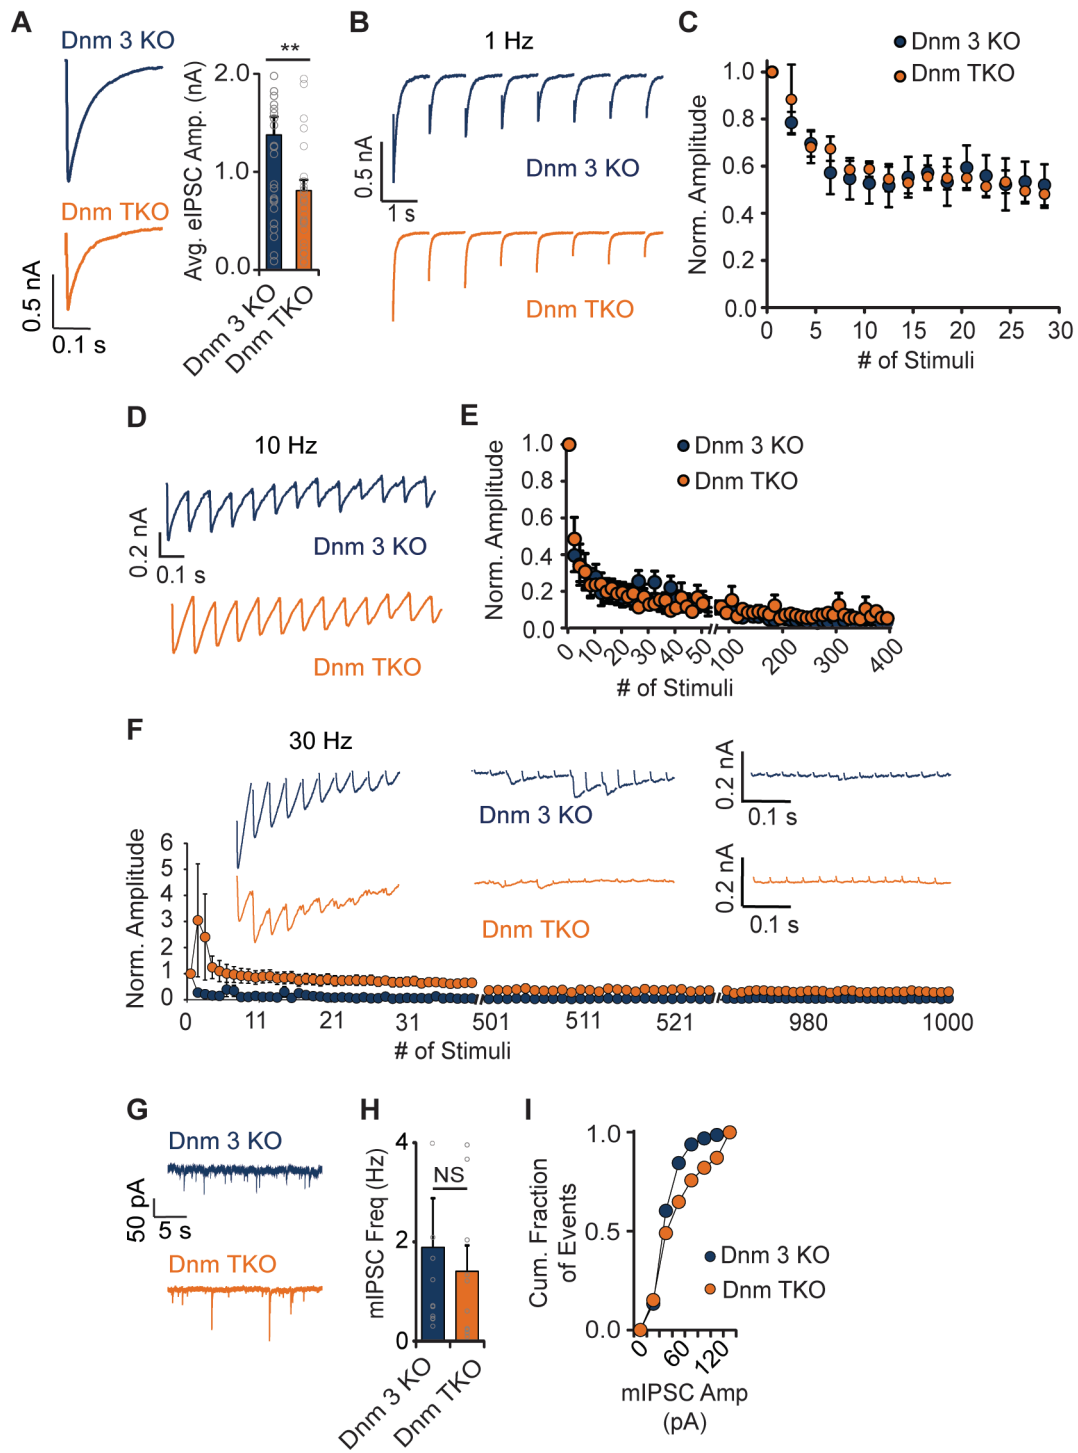 A
Dnm 3 KO
Dnm TKO
0.5 nA
0.1 s
Avg. eIPSC Amp. (nA)
**
2.0
1.0
0.0
Dnm 3 KO
Dnm TKO
B
1 Hz
Dnm 3 KO
0.5 nA
1 s
Dnm TKO
C
Dnm 3 KO
Dnm TKO
Norm. Amplitude
1.0
0.8
0.6
0.4
0.2
0.0
0 5 10 15 20 25 30
# of Stimuli
D
10 Hz
Dnm 3 KO
0.2 nA
0.1 s
Dnm TKO
E
Dnm 3 KO
Dnm TKO
Norm. Amplitude
1.0
0.8
0.6
0.4
0.2
0.0
0 10 20 30 40 50 100 200 300 400
# of Stimuli
F
30 Hz
Dnm 3 KO
0.2 nA
0.1 s
Dnm TKO
0.2 nA
0.1 s
Norm. Amplitude
6
5
4
3
2
1
0
0 11 21 31 501 511 521 980 1000
# of Stimuli
G
Dnm 3 KO
50 pA
5 s
Dnm TKO
H
mIPSC Freq (Hz)
4
2
0
NS
Dnm 3 KO
Dnm TKO
I
Cum. Fraction
of Events
1.0
0.5
0.0
Dnm 3 KO
Dnm TKO
0 60 120
mIPSC Amp
(pA)